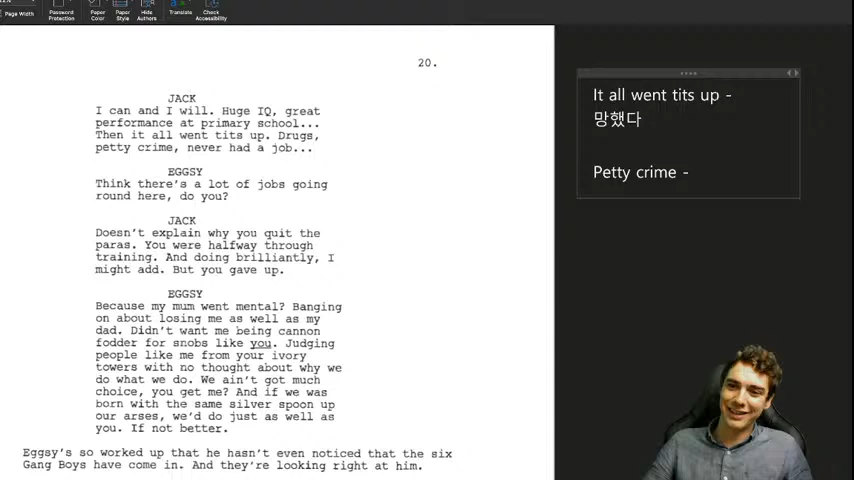 Page Width
Password
Protection
Paper
Color
Paper
Style
Hide
Authors
Translate
Check
Accessibility
20.
JACK
I can and I will. Huge IQ, great
performance at primary school...
Then it all went tits up. Drugs,
petty crime, never had a job...
EGGSY
Think there's a lot of jobs going
round here, do you?
JACK
Doesn't explain why you quit the
paras. You were halfway through
training. And doing brilliantly, I
might add. But you gave up.
EGGSY
Because my mum went mental? Banging
on about losing me as well as my
dad. Didn't want me being cannon
fodder for snobs like you. Judging
people like me from your ivory
towers with no thought about why we
do what we do. We ain't got much
choice, you get me? And if we was
born with the same silver spoon up
our arses, we'd do just as well as
you. If not better.
Eggsy's so worked up that he hasn't even noticed that the six
Gang Boys have come in. And they're looking right at him.
It all went tits up -
망했다
Petty crime -